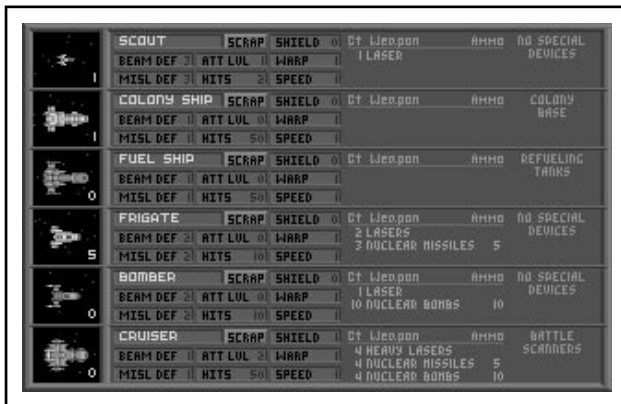 SCOUT SCRAP SHIELD 0 Ct Weapon Ammo NO SPECIAL
1 LASER DEVICES
BEAM DEF 3 ATT LVL 1 WARP 1
MISL DEF 3 HITS 2 SPEED 1
1
COLONY SHIP SCRAP SHIELD 0 Ct Weapon Ammo COLONY
BASE
BEAM DEF 1 ATT LVL 0 WARP 1
MISL DEF 1 HITS 50 SPEED 1
1
FUEL SHIP SCRAP SHIELD 0 Ct Weapon Ammo REFUELING
TANKS
BEAM DEF 1 ATT LVL 0 WARP 1
MISL DEF 1 HITS 50 SPEED 1
0
FRIGATE SCRAP SHIELD 0 Ct Weapon Ammo NO SPECIAL
2 LASERS DEVICES
BEAM DEF 2 ATT LVL 0 WARP 1
3 NUCLEAR MISSILES 5
MISL DEF 2 HITS 10 SPEED 1
5
BOMBER SCRAP SHIELD 0 Ct Weapon Ammo NO SPECIAL
1 LASER DEVICES
BEAM DEF 2 ATT LVL 0 WARP 1
10 NUCLEAR BOMBS 10
MISL DEF 2 HITS 10 SPEED 1
0
CRUISER SCRAP SHIELD 0 Ct Weapon Ammo BATTLE
4 HEAVY LASERS SCANNERS
BEAM DEF 1 ATT LVL 2 WARP 1
4 NUCLEAR MISSILES 5
MISL DEF 1 HITS 50 SPEED 1
4 NUCLEAR BOMBS 10
0